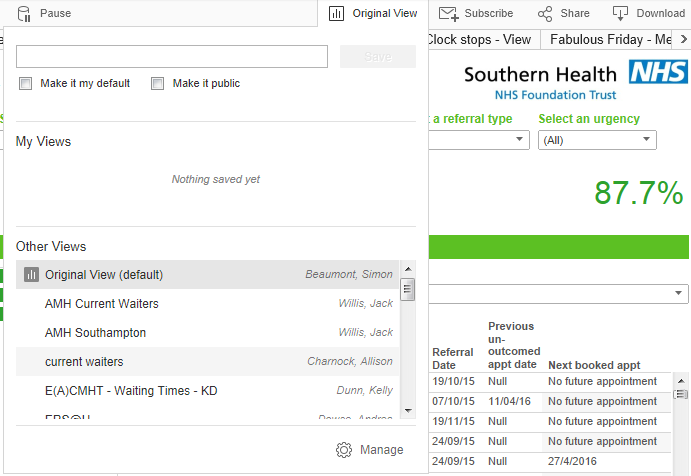 Pause
Original View
Subscribe
Share
Download
Save
Clock stops - View
Fabulous Friday - Me
Make it my default
Make it public
Southern Health NHS
NHS Foundation Trust
t a referral type
Select an urgency
(All)
My Views
Nothing saved yet
87.7%
Other Views
Original View (default) Beaumont, Simon
AMH Current Waiters Willis, Jack
AMH Southampton Willis, Jack
current waiters Charnock, Allison
E(A)CMHT - Waiting Times - KD Dunn, Kelly
Manage
Referral Date
Previous un-outcomed appt date
Next booked appt
19/10/15 Null No future appointment
07/10/15 11/04/16 No future appointment
19/11/15 Null No future appointment
24/09/15 Null No future appointment
24/09/15 Null 27/4/2016